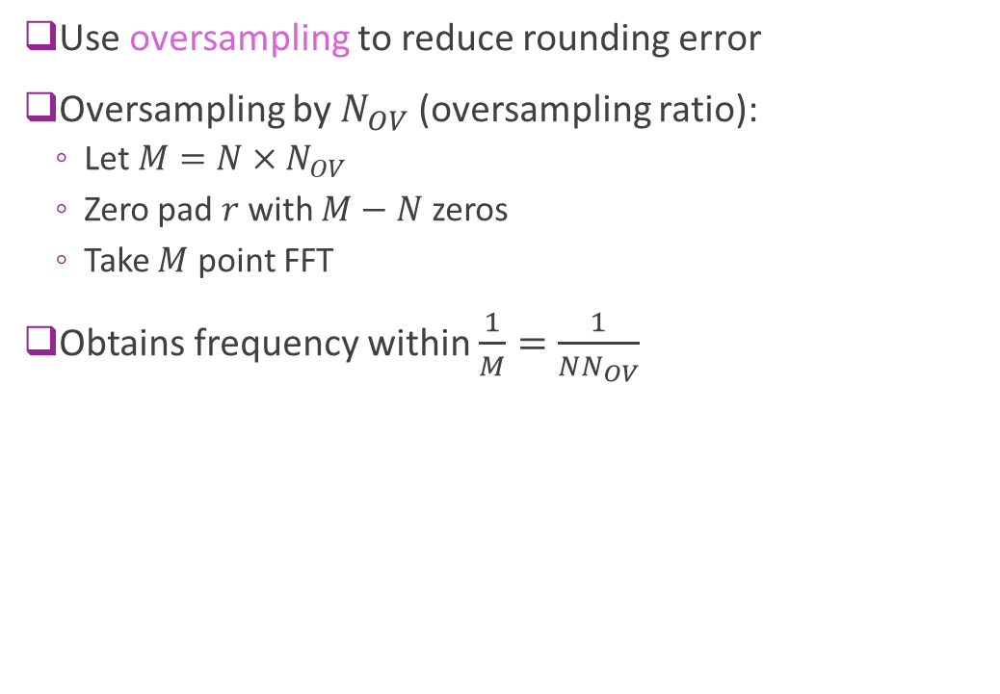 ❑Use oversampling to reduce rounding error
❑Oversampling by $N_{OV}$ (oversampling ratio):
◦ Let $M = N \times N_{OV}$
◦ Zero pad $r$ with $M - N$ zeros
◦ Take $M$ point FFT
❑Obtains frequency within $\frac{1}{M} = \frac{1}{NN_{OV}}$